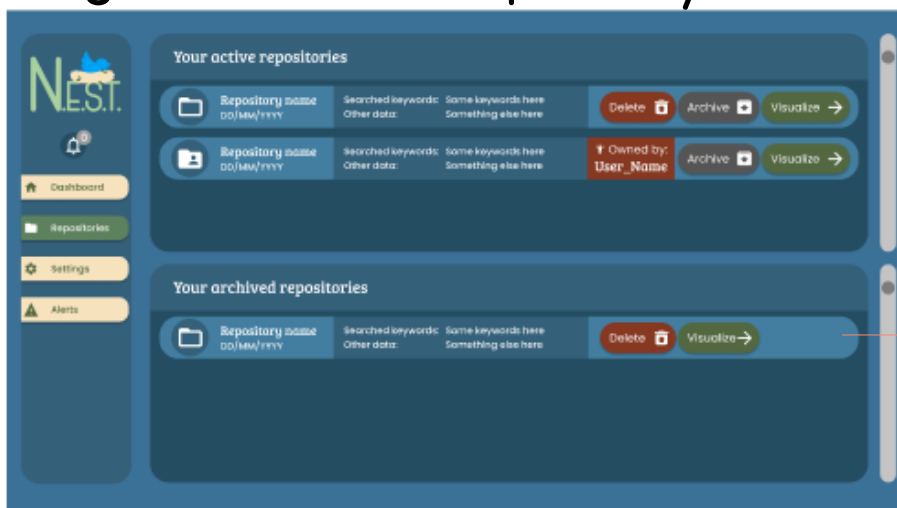 Your active repositories
N.E.S.T.
Repository name
DD/MM/YYYY
Searched keywords: Some keywords here
Other data: Something else here
Delete
Archive
Visualize
0
Repository name
DD/MM/YYYY
Searched keywords: Some keywords here
Other data: Something else here
Owned by:
User_Name
Archive
Visualize
Dashboard
Repositories
Settings
Alerts
Your archived repositories
Repository name
DD/MM/YYYY
Searched keywords: Some keywords here
Other data: Something else here
Delete
Visualize